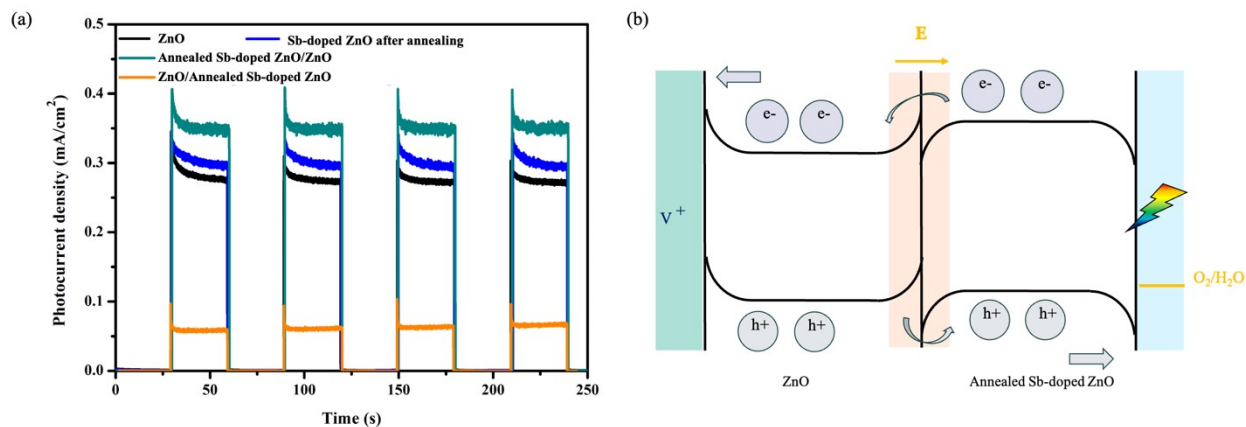 (a)
Photocurrent density (mA/cm²)
0.5
0.4
0.3
0.2
0.1
0.0
ZnO
Sb-doped ZnO after annealing
Annealed Sb-doped ZnO/ZnO
ZnO/Annealed Sb-doped ZnO
0
50
100
150
200
250
Time (s)
(b)
E
e- e-
e- e-
V +
O₂/H₂O
h+ h+
h+ h+
ZnO
Annealed Sb-doped ZnO